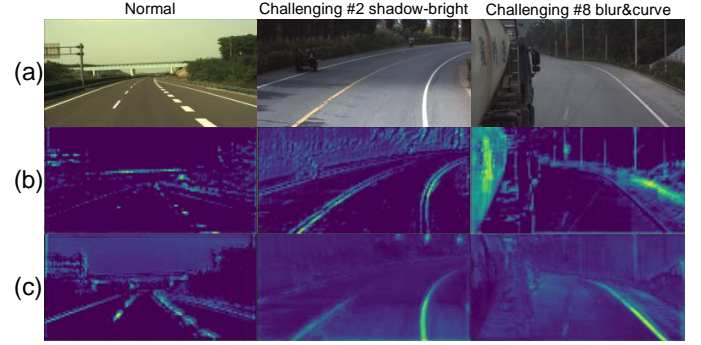 Normal
Challenging #2 shadow-bright
Challenging #8 blur&curve
(a)
(b)
(c)